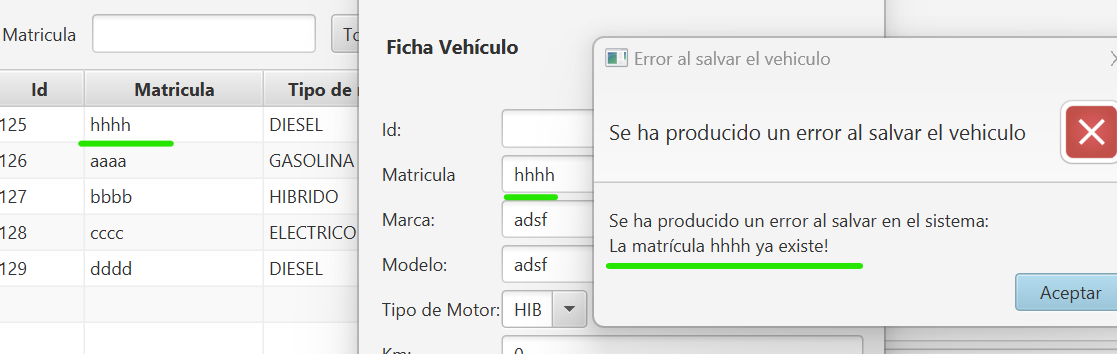 Matricula
To
Id Matricula Tipo de
125 hhhh DIESEL
126 aaaa GASOLINA
127 bbbb HIBRIDO
128 cccc ELECTRICO
129 dddd DIESEL
Ficha Vehículo
Id:
Matricula hhhh
Marca: adsf
Modelo: adsf
Tipo de Motor: HIB
Km: 0
Error al salvar el vehiculo
Se ha producido un error al salvar el vehiculo
Se ha producido un error al salvar en el sistema:
La matrícula hhhh ya existe!
Aceptar